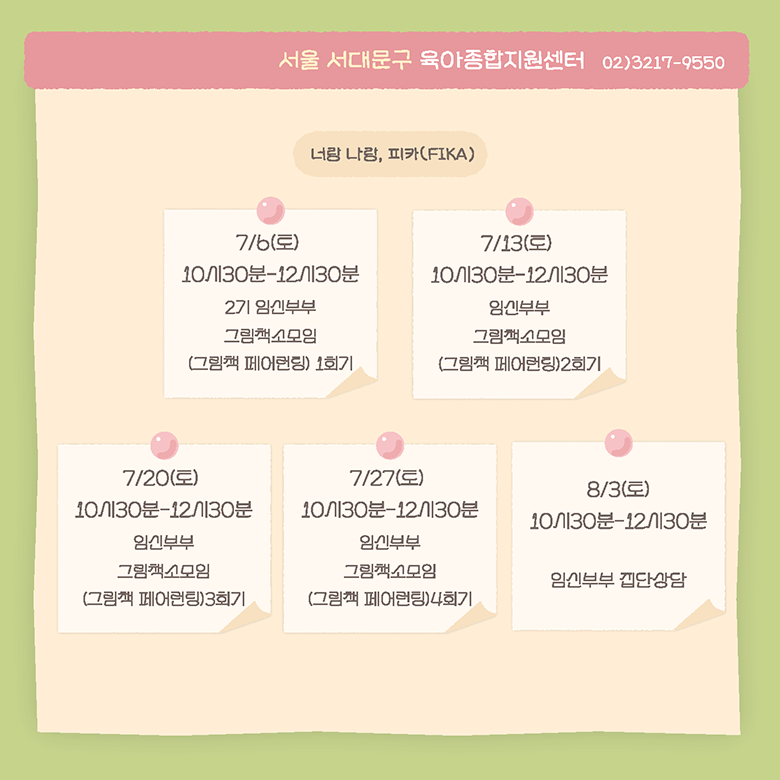 서울 서대문구 육아종합지원센터 02)3217-9550
너랑 나랑, 피카(FIKA)
7/6(토)
10시30분-12시30분
2기 임신부부
그림책소모임
(그림책 페어런팅) 1회기
7/13(토)
10시30분-12시30분
임신부부
그림책소모임
(그림책 페어런팅)2회기
7/20(토)
10시30분-12시30분
임신부부
그림책소모임
(그림책 페어런팅)3회기
7/27(토)
10시30분-12시30분
임신부부
그림책소모임
(그림책 페어런팅)4회기
8/3(토)
10시30분-12시30분
임신부부 집단상담